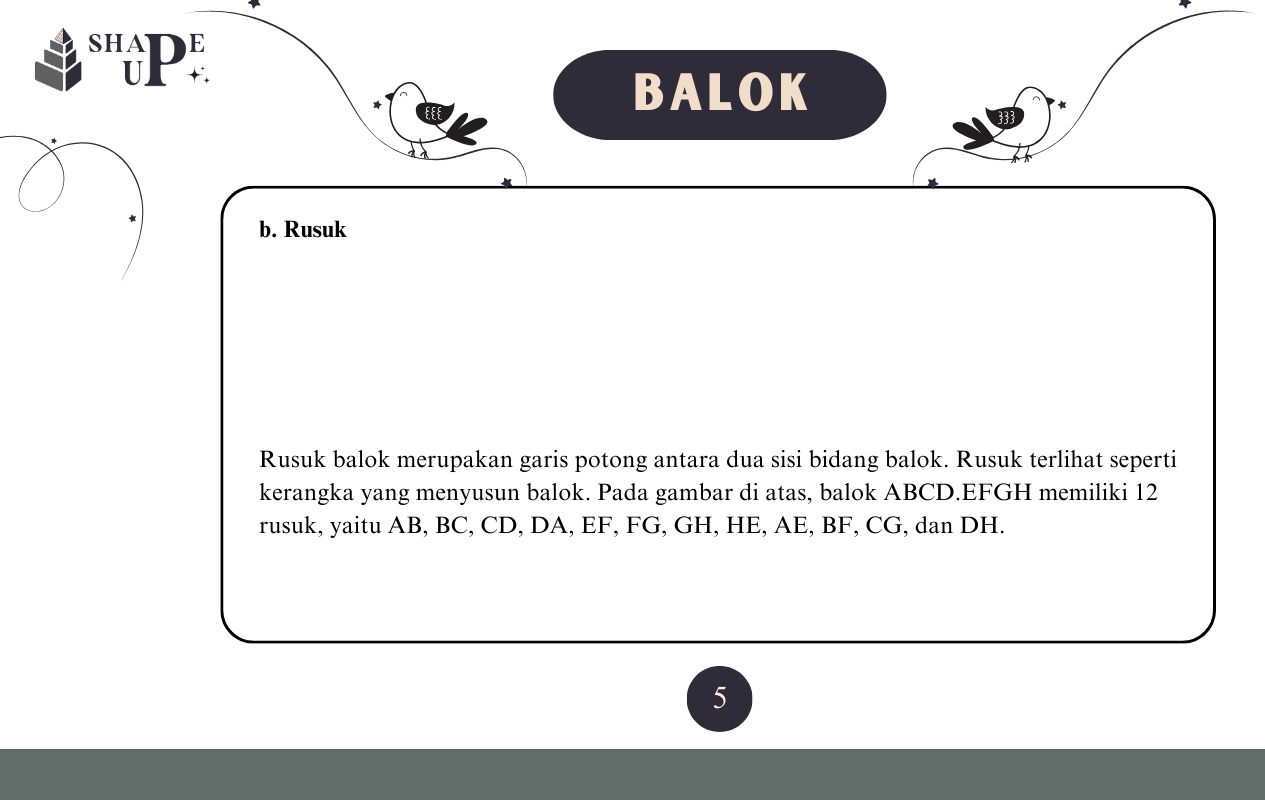 SHAPE
UP
BALOK
b. Rusuk
Rusuk balok merupakan garis potong antara dua sisi bidang balok. Rusuk terlihat seperti
kerangka yang menyusun balok. Pada gambar di atas, balok ABCD.EFGH memiliki 12
rusuk, yaitu AB, BC, CD, DA, EF, FG, GH, HE, AE, BF, CG, dan DH.
5